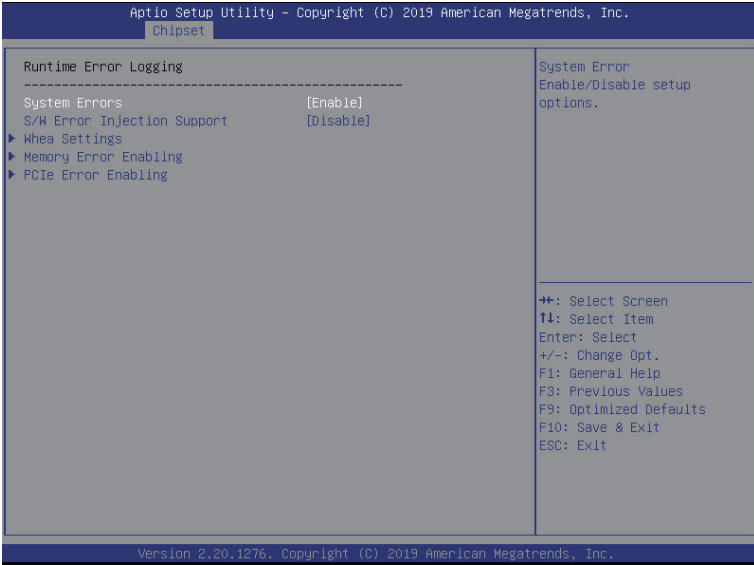 Aptio Setup Utility – Copyright (C) 2019 American Megatrends, Inc.
Chipset
Runtime Error Logging
--------------------------------------------------
System Errors [Enable]
S/W Error Injection Support [Disable]
▶ Whea Settings
▶ Memory Error Enabling
▶ PCIe Error Enabling
System Error
Enable/Disable setup
options.
→←: Select Screen
↑↓: Select Item
Enter: Select
+/-: Change Opt.
F1: General Help
F3: Previous Values
F9: Optimized Defaults
F10: Save & Exit
ESC: Exit
Version 2.20.1276. Copyright (C) 2019 American Megatrends, Inc.